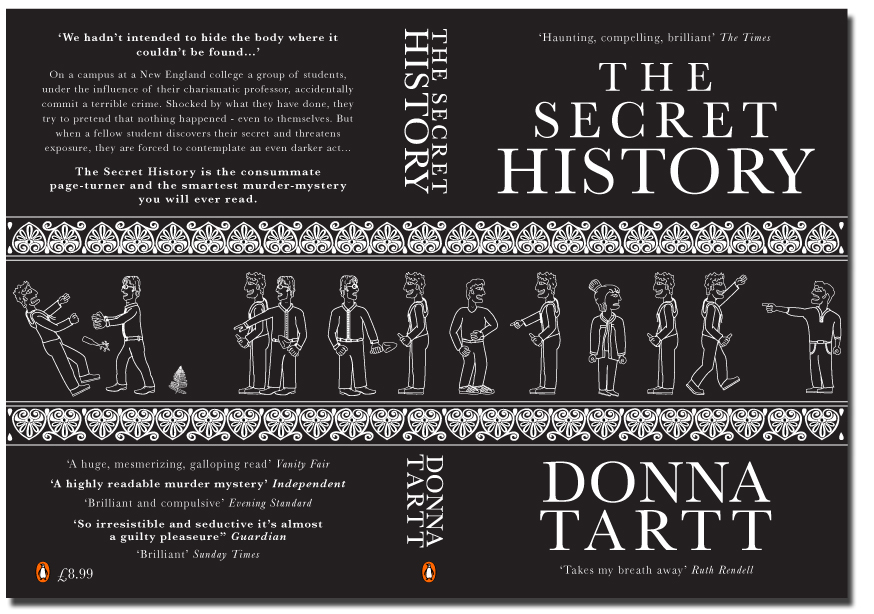 ‘We hadn’t intended to hide the body where it
couldn’t be found...’
On a campus at a New England college a group of students,
under the influence of their charismatic professor, accidentally
commit a terrible crime. Shocked by what they have done, they
try to pretend that nothing happened - even to themselves. But
when a fellow student discovers their secret and threatens
exposure, they are forced to contemplate an even darker act...
The Secret History is the consummate
page-turner and the smartest murder-mystery
you will ever read.
‘A huge, mesmerizing, galloping read’ Vanity Fair
‘A highly readable murder mystery’ Independent
‘Brilliant and compulsive’ Evening Standard
‘So irresistible and seductive it’s almost
a guilty pleaseure” Guardian
‘Brilliant’ Sunday Times
£8.99
THE SECRET
HISTORY
DONNA
TARTT
‘Haunting, compelling, brilliant’ The Times
THE
SECRET
HISTORY
DONNA
TARTT
‘Takes my breath away’ Ruth Rendell